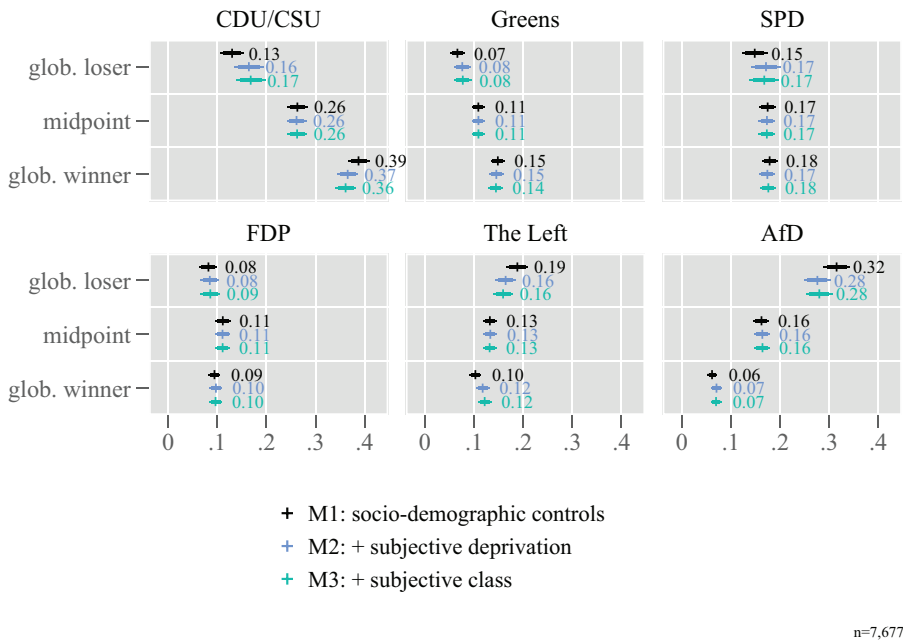 CDU/CSU Greens SPD
glob. loser 0.13 0.07 0.15
0.16 0.08 0.17
0.17 0.08 0.17
midpoint 0.26 0.11 0.17
0.26 0.11 0.17
0.26 0.11 0.17
glob. winner 0.39 0.15 0.18
0.37 0.15 0.17
0.36 0.14 0.18
FDP The Left AfD
glob. loser 0.08 0.19 0.32
0.08 0.16 0.28
0.09 0.16 0.28
midpoint 0.11 0.13 0.16
0.11 0.13 0.16
0.11 0.13 0.16
glob. winner 0.09 0.10 0.06
0.10 0.12 0.07
0.10 0.12 0.07
0 .1 .2 .3 .4 0 .1 .2 .3 .4 0 .1 .2 .3 .4
M1: socio-demographic controls
M2: + subjective deprivation
M3: + subjective class
n=7,677